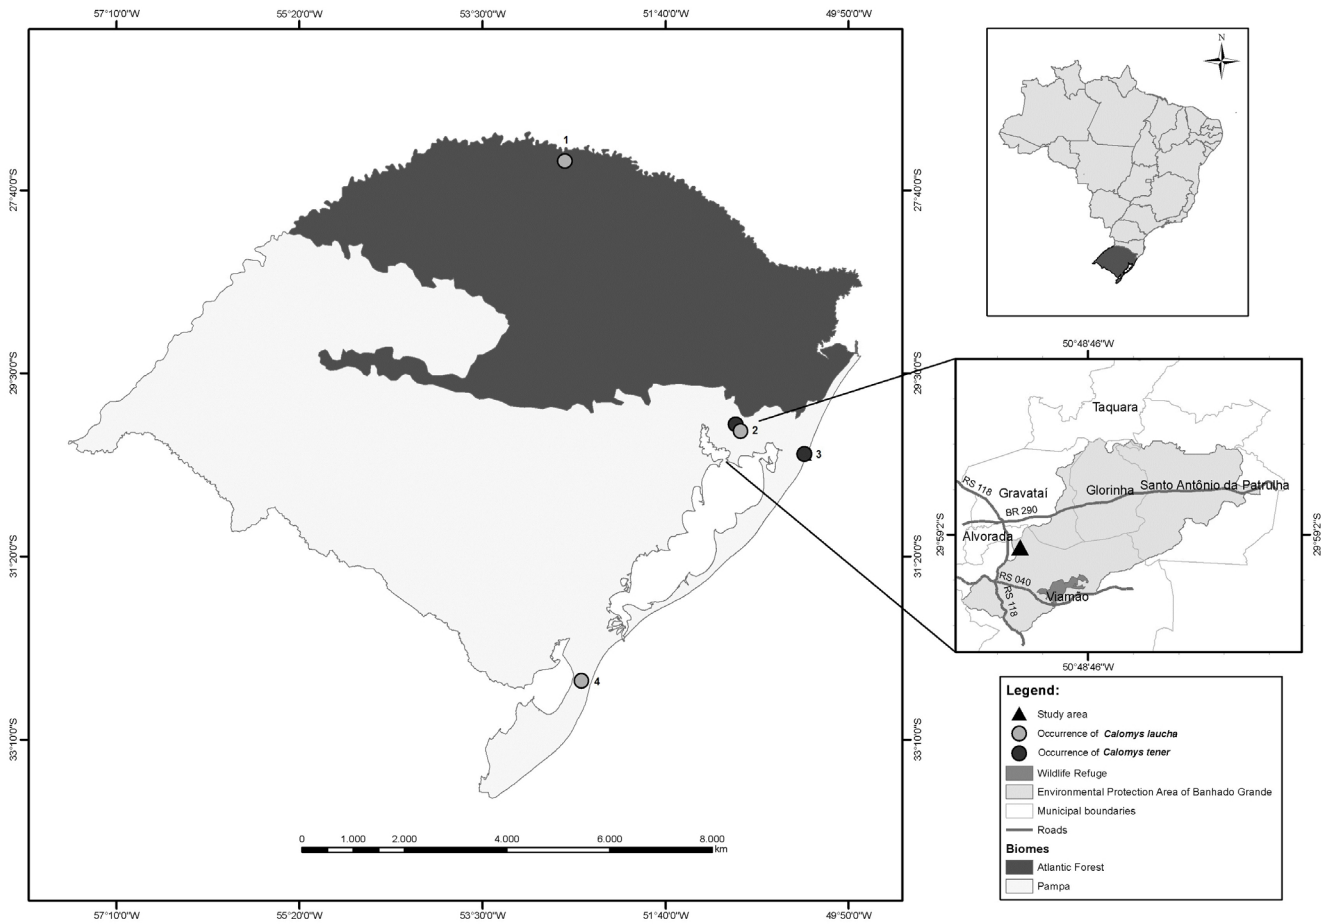 57°10'0"W
55°20'0"W
53°30'0"W
51°40'0"W
49°50'0"W
N
27°40'0"S
27°40'0"S
1
29°30'0"S
29°30'0"S
2
3
31°20'0"S
31°20'0"S
4
33°10'0"S
33°10'0"S
0
1.000
2.000
4.000
6.000
8.000
km
57°10'0"W
55°20'0"W
53°30'0"W
51°40'0"W
49°50'0"W
50°48'46"W
Taquara
RS 118
Gravataí
Glorinha
Santo Antônio da Patrulha
BR 290
Alvorada
29°59'2"S
29°59'2"S
RS 040
RS 118
Viamão
50°48'46"W
Legend:
Study area
Occurrence of Calomys laucha
Occurrence of Calomys tener
Wildlife Refuge
Environmental Protection Area of Banhado Grande
Municipal boundaries
Roads
Biomes
Atlantic Forest
Pampa